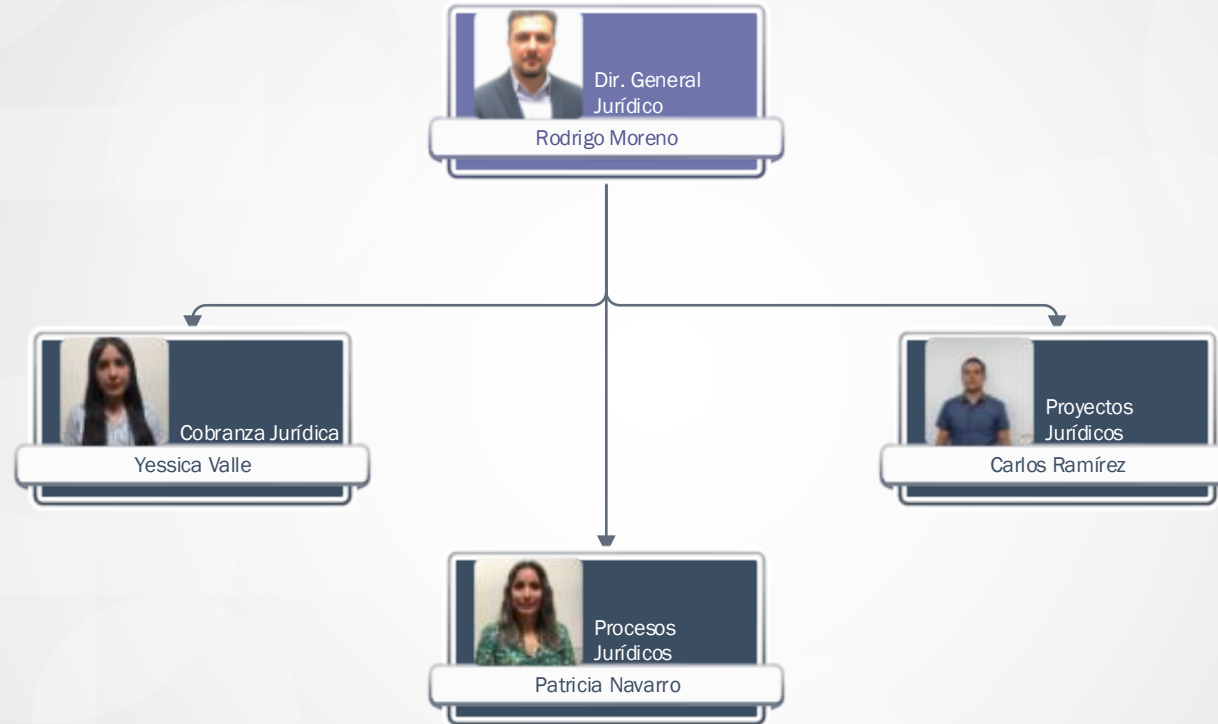 Dir. General
Jurídico
Rodrigo Moreno
Cobranza Jurídica
Yessica Valle
Proyectos
Jurídicos
Carlos Ramírez
Procesos
Jurídicos
Patricia Navarro